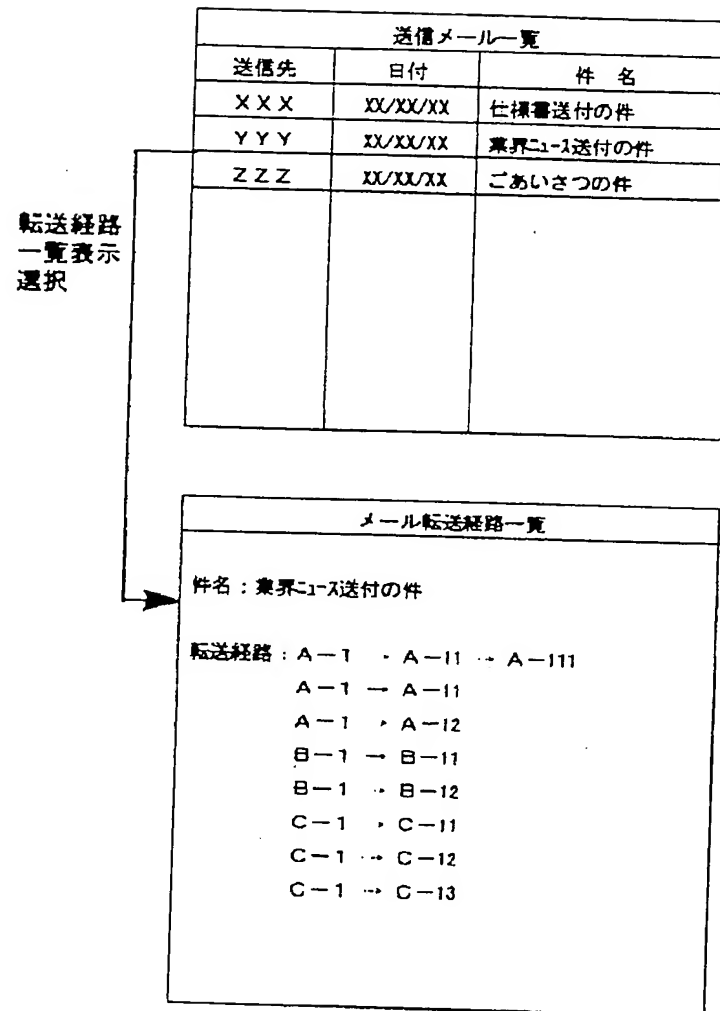 送信メール一覧
送信先 日付 件 名
XXX XX/XX/XX 仕様書送付の件
YYY XX/XX/XX 業界ニュース送付の件
ZZZ XX/XX/XX ごあいさつの件
転送経路
一覧表示
選択
メール転送経路一覧
件名:業界ニュース送付の件
転送経路:A-1 → A-11 → A-111
A-1 → A-11
A-1 → A-12
B-1 → B-11
B-1 → B-12
C-1 → C-11
C-1 → C-12
C-1 → C-13